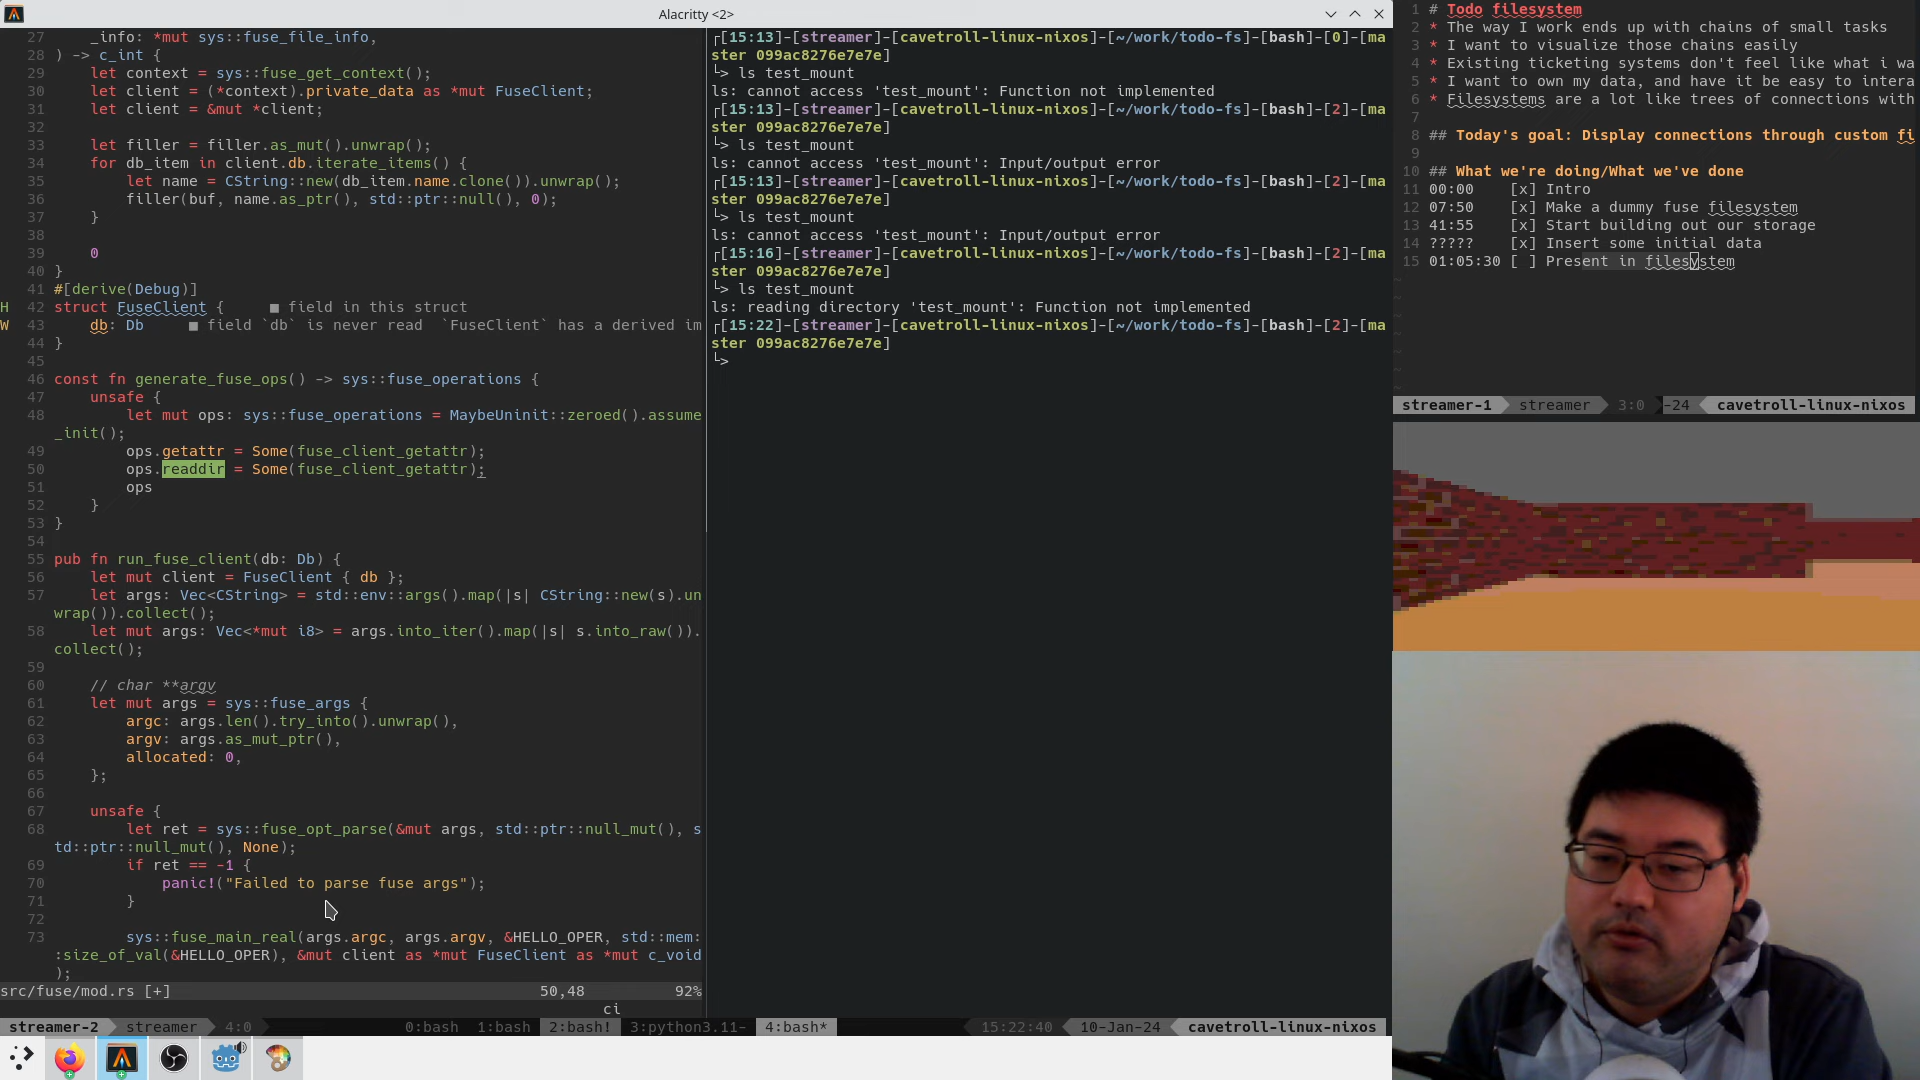 Alacritty <2>
27 _info: *mut sys::fuse_file_info,
28 ) -> c_int {
29 let context = sys::fuse_get_context();
30 let client = (*context).private_data as *mut FuseClient;
31 let client = &mut *client;
32
33 let filler = filler.as_mut().unwrap();
34 for db_item in client.db.iterate_items() {
35 let name = CString::new(db_item.name.clone()).unwrap();
36 filler(buf, name.as_ptr(), std::ptr::null(), 0);
37 }
38
39 0
40 }
41 #[derive(Debug)]
H 42 struct FuseClient { ■ field in this struct
W 43 db: Db ■ field `db` is never read `FuseClient` has a derived im
44 }
45
46 const fn generate_fuse_ops() -> sys::fuse_operations {
47 unsafe {
48 let mut ops: sys::fuse_operations = MaybeUninit::zeroed().assume
_init();
49 ops.getattr = Some(fuse_client_getattr);
50 ops.readdir = Some(fuse_client_getattr);
51 ops
52 }
53 }
54
55 pub fn run_fuse_client(db: Db) {
56 let mut client = FuseClient { db };
57 let args: Vec<CString> = std::env::args().map(|s| CString::new(s).un
wrap()).collect();
58 let mut args: Vec<*mut i8> = args.into_iter().map(|s| s.into_raw()).
collect();
59
60 // char **argv
61 let mut args = sys::fuse_args {
62 argc: args.len().try_into().unwrap(),
63 argv: args.as_mut_ptr(),
64 allocated: 0,
65 };
66
67 unsafe {
68 let ret = sys::fuse_opt_parse(&mut args, std::ptr::null_mut(), s
td::ptr::null_mut(), None);
69 if ret == -1 {
70 panic!("Failed to parse fuse args");
71 }
72
73 sys::fuse_main_real(args.argc, args.argv, &HELLO_OPER, std::mem:
:size_of_val(&HELLO_OPER), &mut client as *mut FuseClient as *mut c_void
);
src/fuse/mod.rs [+] 50,48 92%
ci
┌[15:13]-[streamer]-[cavetroll-linux-nixos]-[~/work/todo-fs]-[bash]-[0]-[ma
ster 099ac8276e7e7e]
└> ls test_mount
ls: cannot access 'test_mount': Function not implemented
┌[15:13]-[streamer]-[cavetroll-linux-nixos]-[~/work/todo-fs]-[bash]-[2]-[ma
ster 099ac8276e7e7e]
└> ls test_mount
ls: cannot access 'test_mount': Input/output error
┌[15:13]-[streamer]-[cavetroll-linux-nixos]-[~/work/todo-fs]-[bash]-[2]-[ma
ster 099ac8276e7e7e]
└> ls test_mount
ls: cannot access 'test_mount': Input/output error
┌[15:16]-[streamer]-[cavetroll-linux-nixos]-[~/work/todo-fs]-[bash]-[2]-[ma
ster 099ac8276e7e7e]
└> ls test_mount
ls: reading directory 'test_mount': Function not implemented
┌[15:22]-[streamer]-[cavetroll-linux-nixos]-[~/work/todo-fs]-[bash]-[2]-[ma
ster 099ac8276e7e7e]
└>
streamer-2 streamer 4:0 0:bash 1:bash 2:bash! 3:python3.11- 4:bash* 15:22:40 10-Jan-24 cavetroll-linux-nixos
1 # Todo filesystem
2 * The way I work ends up with chains of small tasks
3 * I want to visualize those chains easily
4 * Existing ticketing systems don't feel like what i wa
5 * I want to own my data, and have it be easy to intera
6 * Filesystems are a lot like trees of connections with
7
8 ## Today's goal: Display connections through custom fi
9
10 ## What we're doing/What we've done
11 00:00 [x] Intro
12 07:50 [x] Make a dummy fuse filesystem
13 41:55 [x] Start building out our storage
14 ????? [x] Insert some initial data
15 01:05:30 [ ] Present in filesystem
~
~
~
~
~
~
~
streamer-1 streamer 3:0 -24 cavetroll-linux-nixos